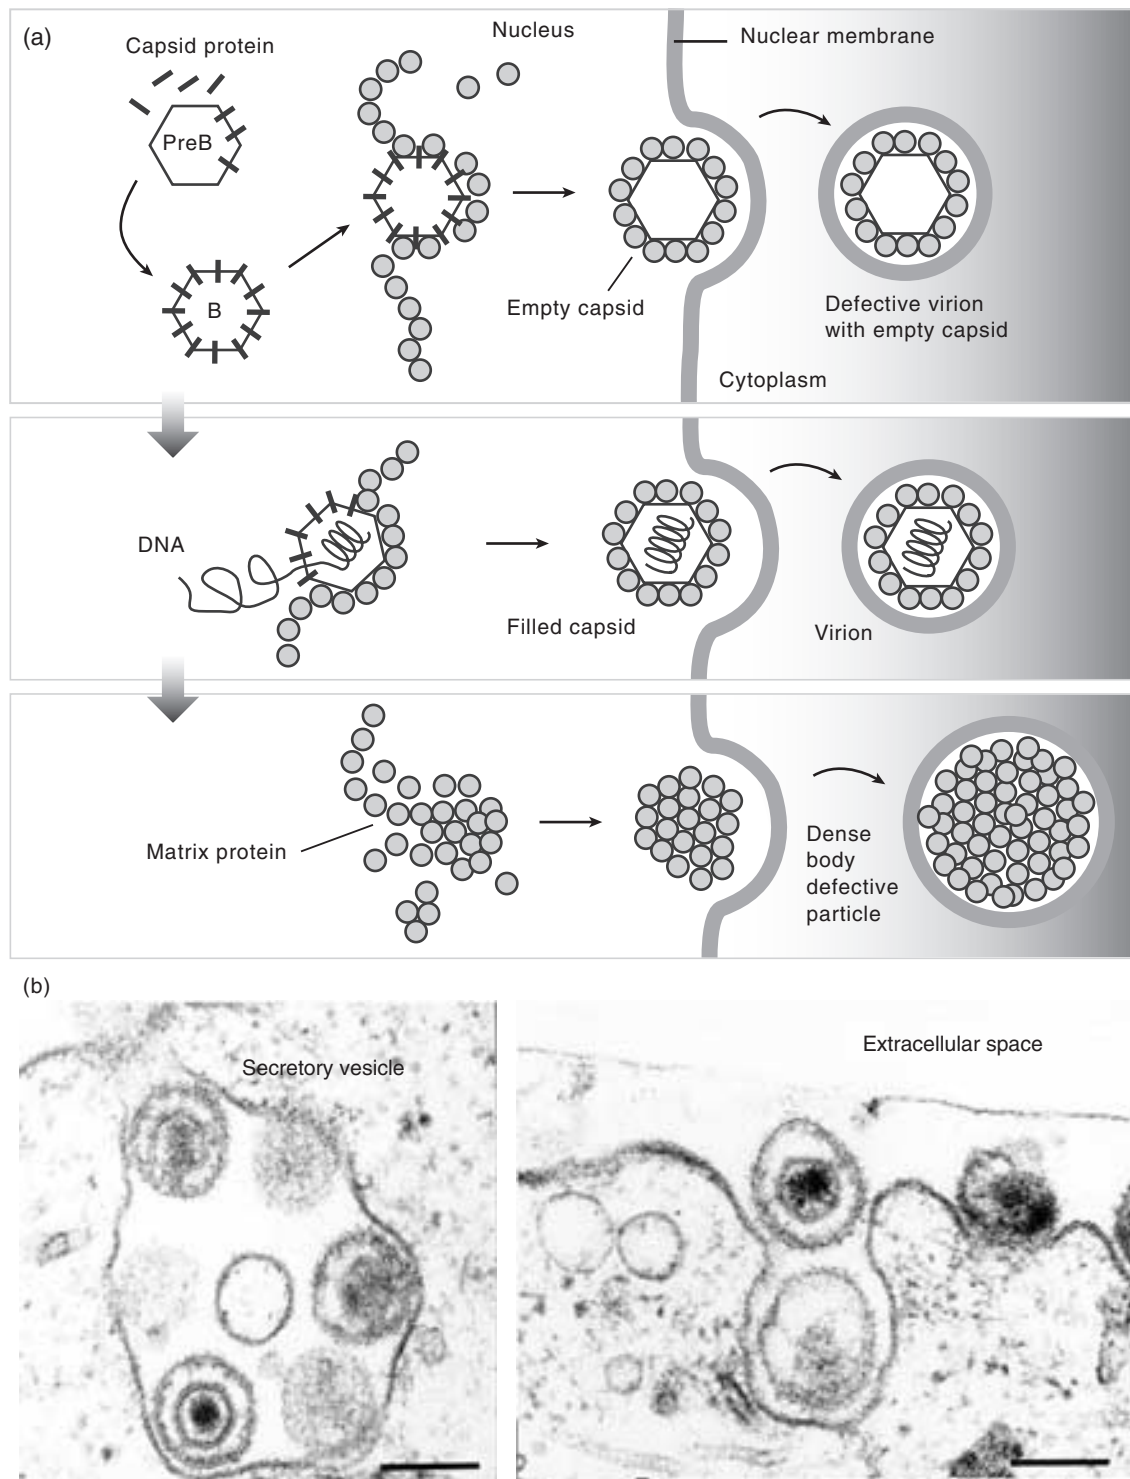 (a)
Capsid protein
Nucleus
Nuclear membrane
PreB
B
Empty capsid
Defective virion
with empty capsid
Cytoplasm
DNA
Filled capsid
Virion
Matrix protein
Dense
body
defective
particle
(b)
Secretory vesicle
Extracellular space